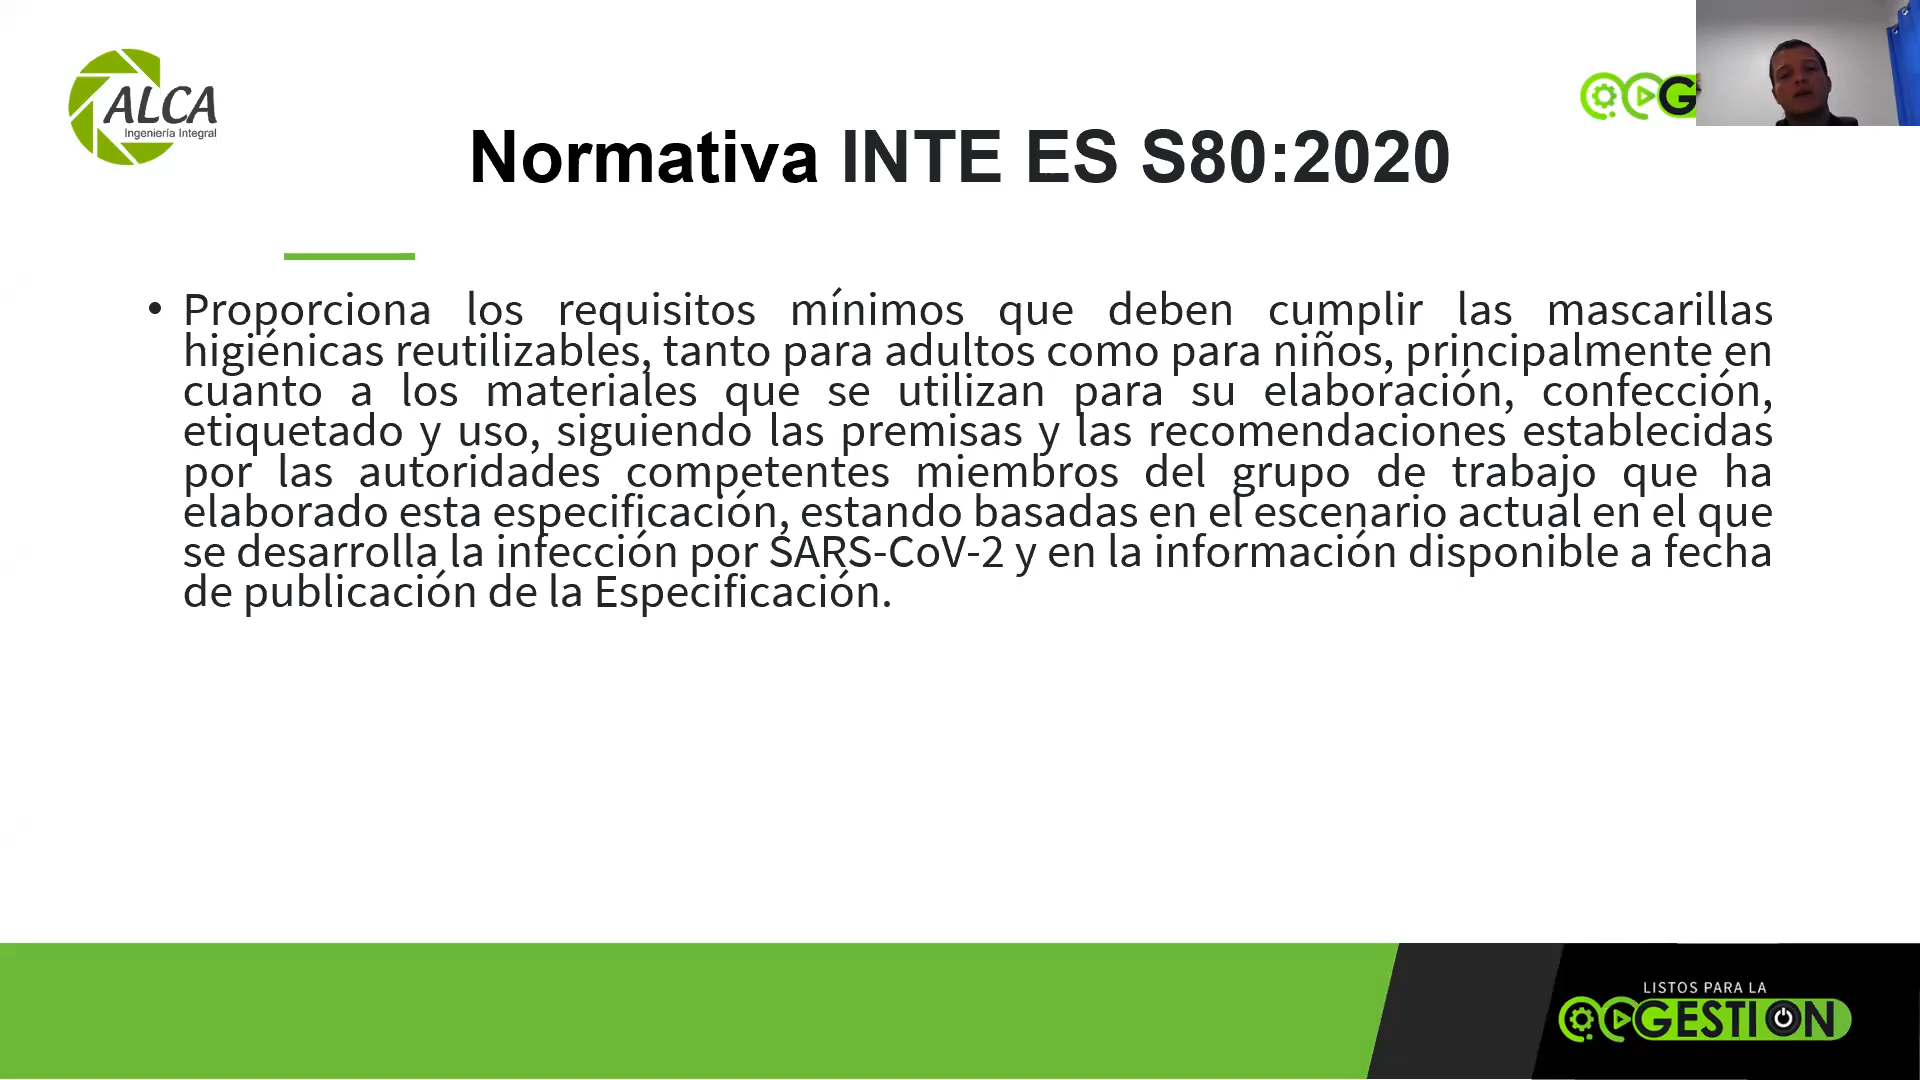 ALCA
Ingeniería Integral
G
Normativa INTE ES S80:2020
• Proporciona los requisitos mínimos que deben cumplir las mascarillas
higiénicas reutilizables, tanto para adultos como para niños, principalmente en
cuanto a los materiales que se utilizan para su elaboración, confección,
etiquetado y uso, siguiendo las premisas y las recomendaciones establecidas
por las autoridades competentes miembros del grupo de trabajo que ha
elaborado esta especificación, estando basadas en el escenario actual en el que
se desarrolla la infección por SARS-CoV-2 y en la información disponible a fecha
de publicación de la Especificación.
LISTOS PARA LA
GESTION